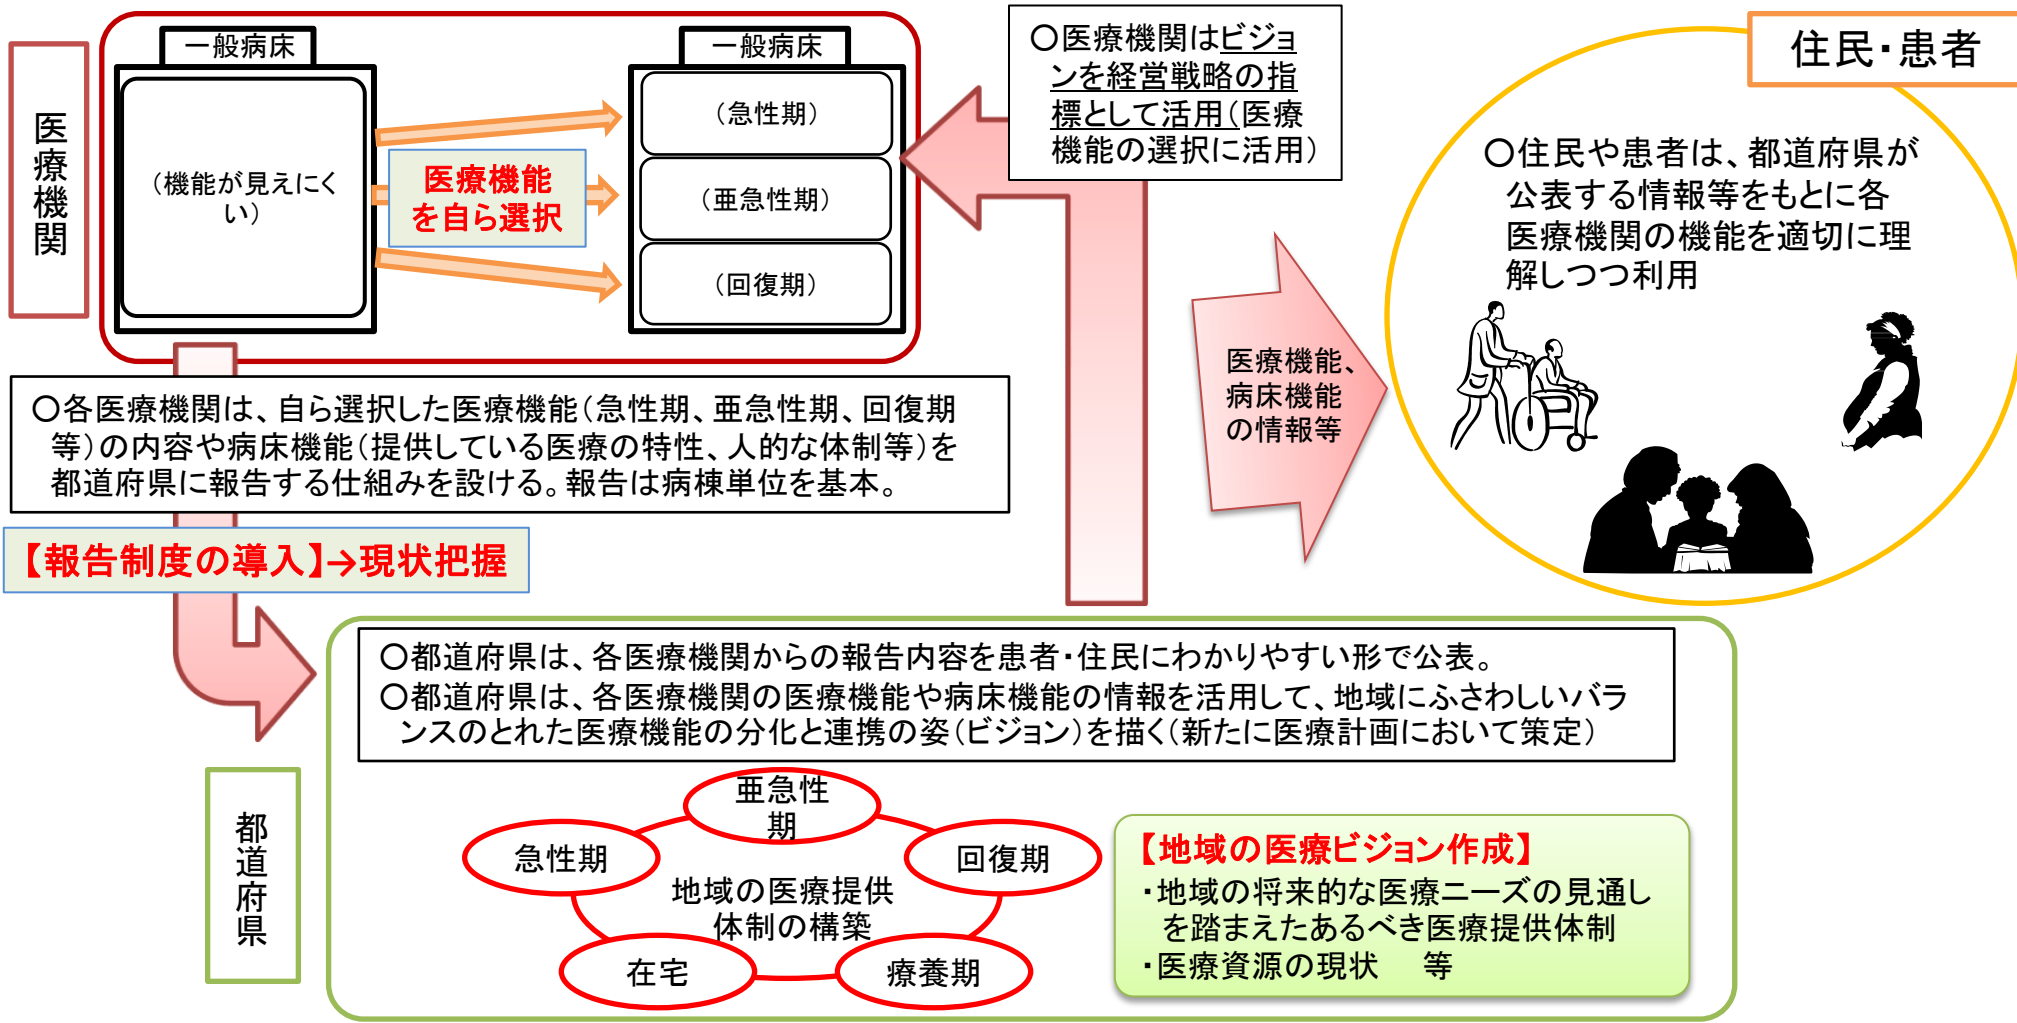 医療機関
一般病床
(機能が見えにく
い)
医療機能
を自ら選択
一般病床
(急性期)
(亜急性期)
(回復期)
○医療機関はビジョ
ンを経営戦略の指
標として活用(医療
機能の選択に活用)
住民・患者
○住民や患者は、都道府県が
公表する情報等をもとに各
医療機関の機能を適切に理
解しつつ利用
医療機能、
病床機能
の情報等
○各医療機関は、自ら選択した医療機能(急性期、亜急性期、回復期
等)の内容や病床機能(提供している医療の特性、人的な体制等)を
都道府県に報告する仕組みを設ける。報告は病棟単位を基本。
【報告制度の導入】→現状把握
○都道府県は、各医療機関からの報告内容を患者・住民にわかりやすい形で公表。
○都道府県は、各医療機関の医療機能や病床機能の情報を活用して、地域にふさわしいバラ
ンスのとれた医療機能の分化と連携の姿(ビジョン)を描く(新たに医療計画において策定)
都道府県
亜急性
期
急性期
回復期
地域の医療提供
体制の構築
在宅
療養期
【地域の医療ビジョン作成】
・地域の将来的な医療ニーズの見通し
を踏まえたあるべき医療提供体制
・医療資源の現状 等